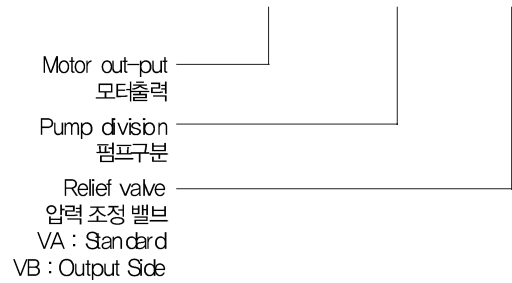 Motor out-put
모터출력
Pump division
펌프구분
Relief valve
압력 조정 밸브
VA : Standard
VB : Output Side